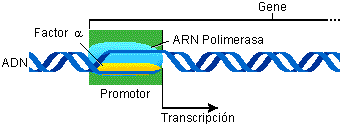 Gene
Factor α
ARN Polimerasa
ADN
Promotor
Transcripción